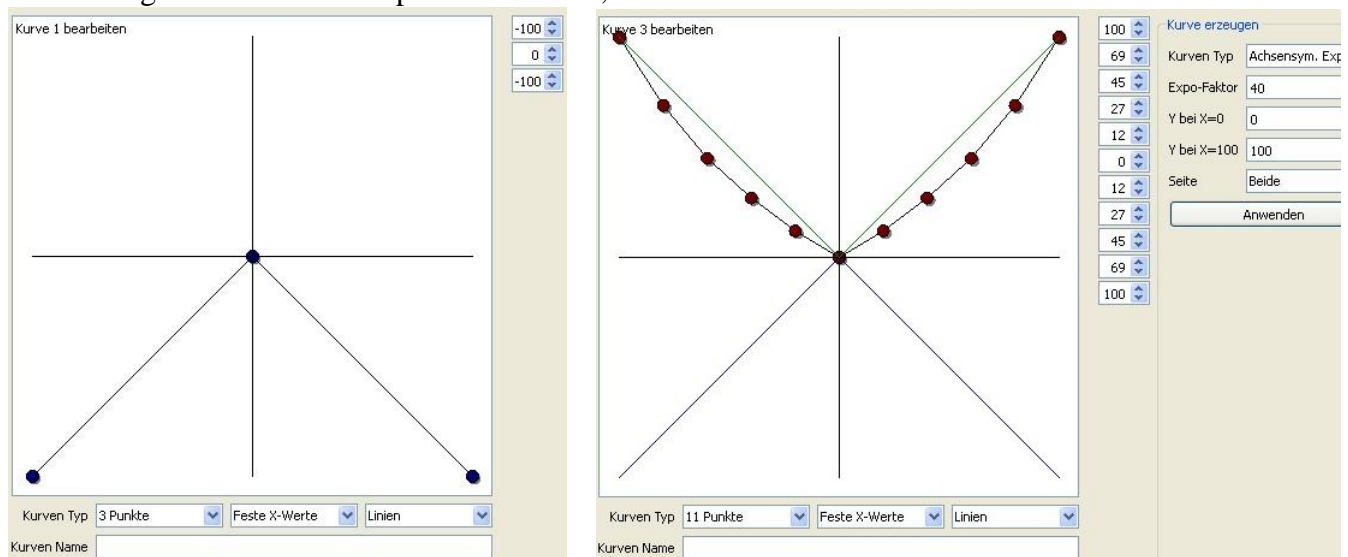 Kurve 1 bearbeiten
-100
0
-100
Kurven Typ 3 Punkte Feste X-Werte Linien
Kurven Name
Kurve 3 bearbeiten
100
69
45
27
12
0
12
27
45
69
100
Kurven Typ 11 Punkte Feste X-Werte Linien
Kurven Name
Kurve erzeugen
Kurven Typ Achsensym. Exp
Expo-Faktor 40
Y bei X=0 0
Y bei X=100 100
Seite Beide
Anwenden